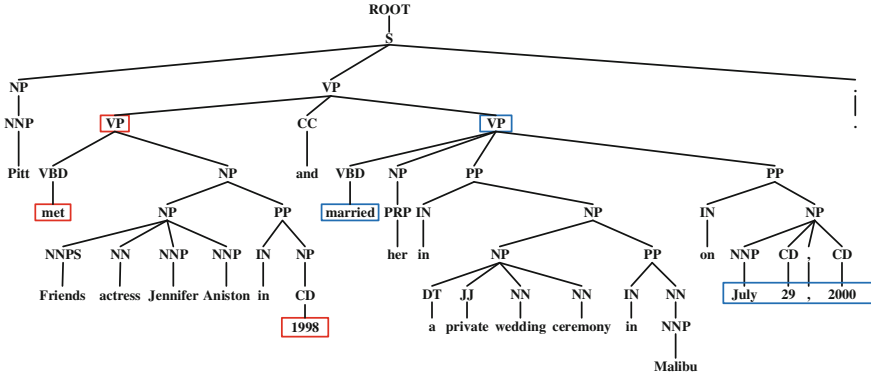 ROOT
S
NP VP .
NNP VP CC VP .
Pitt VBD NP and VBD NP PP PP
met NP PP married PRP IN NP IN NP
NNPS NN NNP NNP IN NP her in NP PP on NNP CD , CD
Friends actress Jennifer Aniston in CD DT JJ NN NN IN NN July 29 , 2000
1998 a private wedding ceremony in NNP
Malibu